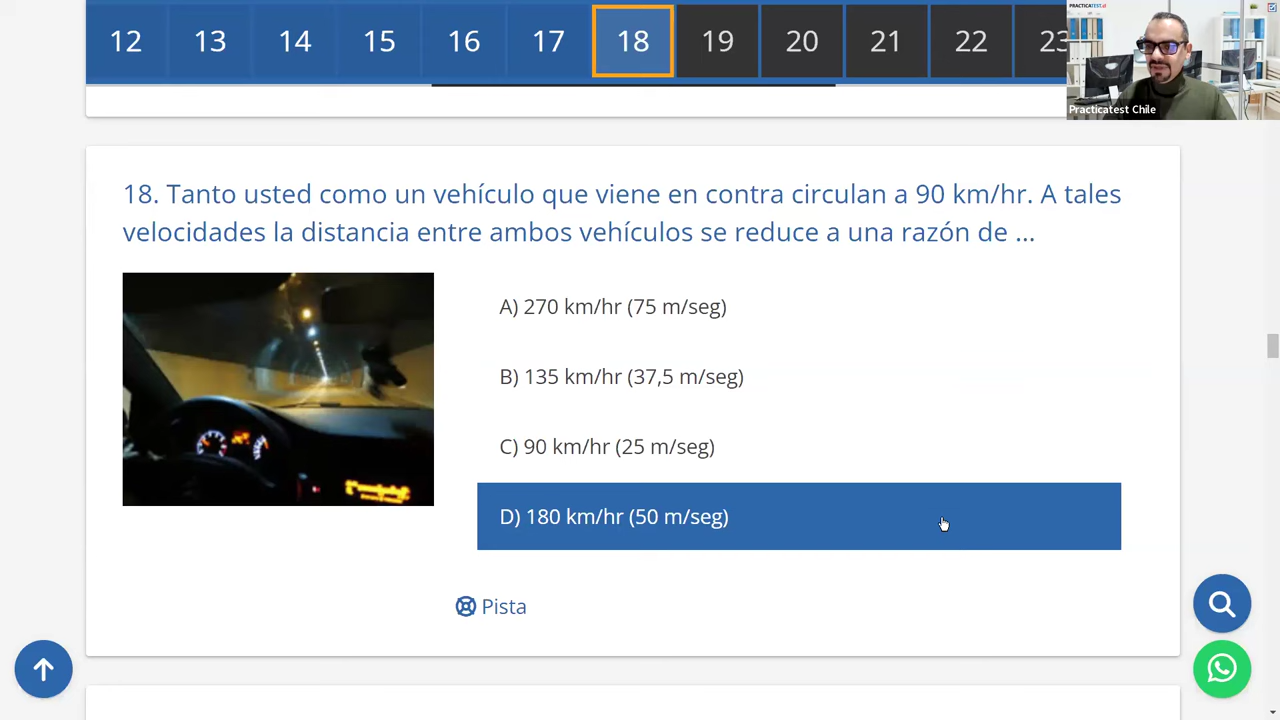 12 13 14 15 16 17 18 19 20 21 22 23
PRACTICATEST.cl
Practicatest Chile
18. Tanto usted como un vehículo que viene en contra circulan a 90 km/hr. A tales
velocidades la distancia entre ambos vehículos se reduce a una razón de ...
A) 270 km/hr (75 m/seg)
B) 135 km/hr (37,5 m/seg)
C) 90 km/hr (25 m/seg)
D) 180 km/hr (50 m/seg)
Pista